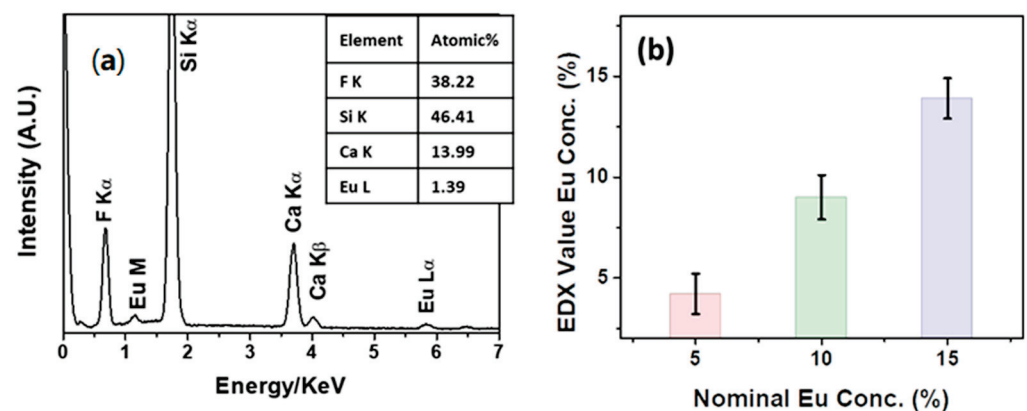 (a)
Intensity (A.U.)
F Kα
Eu M
Si Kα
Ca Kα
Ca Kβ
Eu Lα
Element Atomic%
F K 38.22
Si K 46.41
Ca K 13.99
Eu L 1.39
0 1 2 3 4 5 6 7
Energy/KeV
(b)
EDX Value Eu Conc. (%)
15
10
5
5 10 15
Nominal Eu Conc. (%)